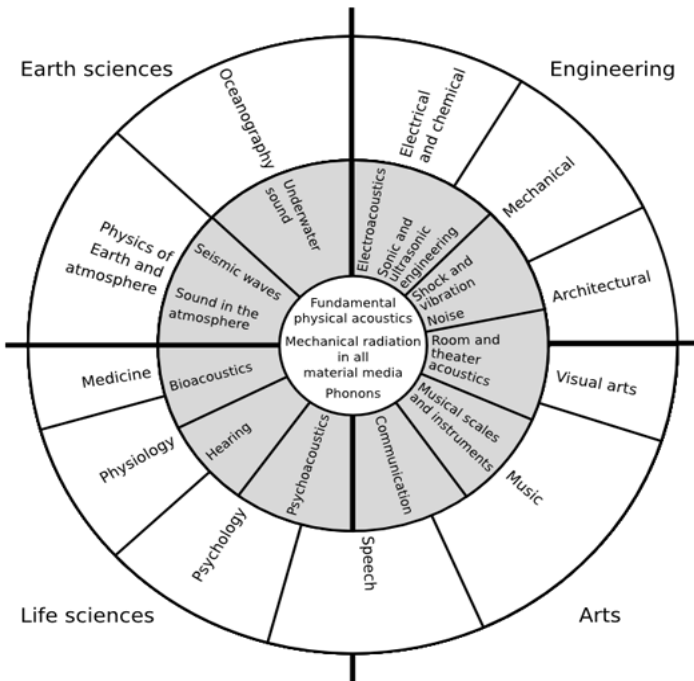 Earth sciences
Engineering
Oceanography
Electrical
and chemical
Mechanical
Architectural
Physics of
Earth and
atmosphere
Underwater
sound
Seismic waves
Sound in the
atmosphere
Electroacoustics
Sonic and
ultrasonic
engineering
Shock and
vibration
Noise
Room and
theater
acoustics
Fundamental
physical acoustics
Mechanical radiation
in all
material media
Phonons
Medicine
Bioacoustics
Physiology
Hearing
Psychology
Psychoacoustics
Speech
Communication
Musical scales
and instruments
Music
Visual arts
Life sciences
Arts